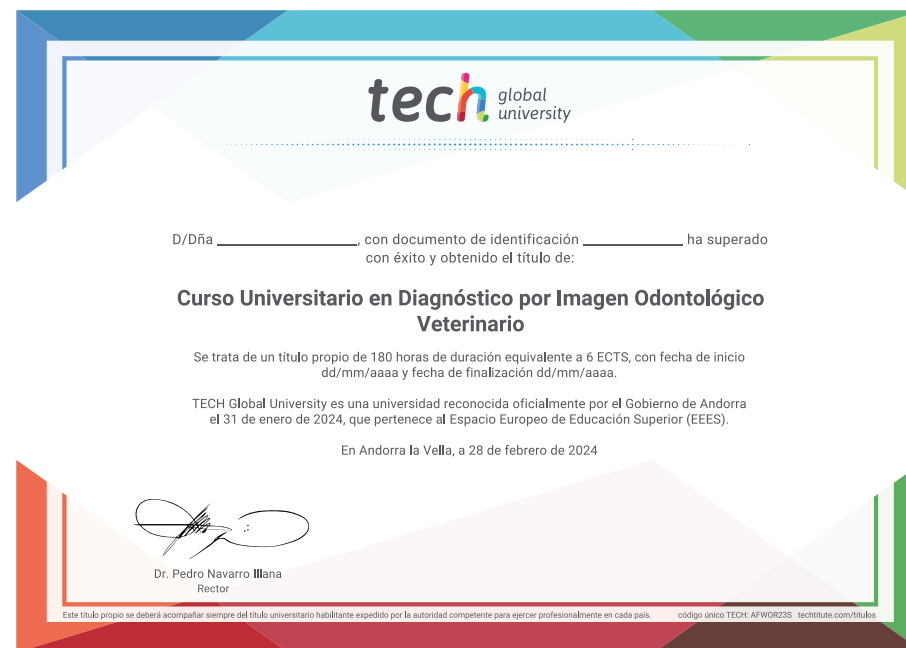 tech global university
D/Dña ____________________, con documento de identificación ______________ ha superado
con éxito y obtenido el título de:
Curso Universitario en Diagnóstico por Imagen Odontológico
Veterinario
Se trata de un título propio de 180 horas de duración equivalente a 6 ECTS, con fecha de inicio
dd/mm/aaaa y fecha de finalización dd/mm/aaaa.
TECH Global University es una universidad reconocida oficialmente por el Gobierno de Andorra
el 31 de enero de 2024, que pertenece al Espacio Europeo de Educación Superior (EEES).
En Andorra la Vella, a 28 de febrero de 2024
Dr. Pedro Navarro Illana
Rector
Este título propio se deberá acompañar siempre del título universitario habilitante expedido por la autoridad competente para ejercer profesionalmente en cada país. código único TECH: AFWOR23S techtitute.com/titulos